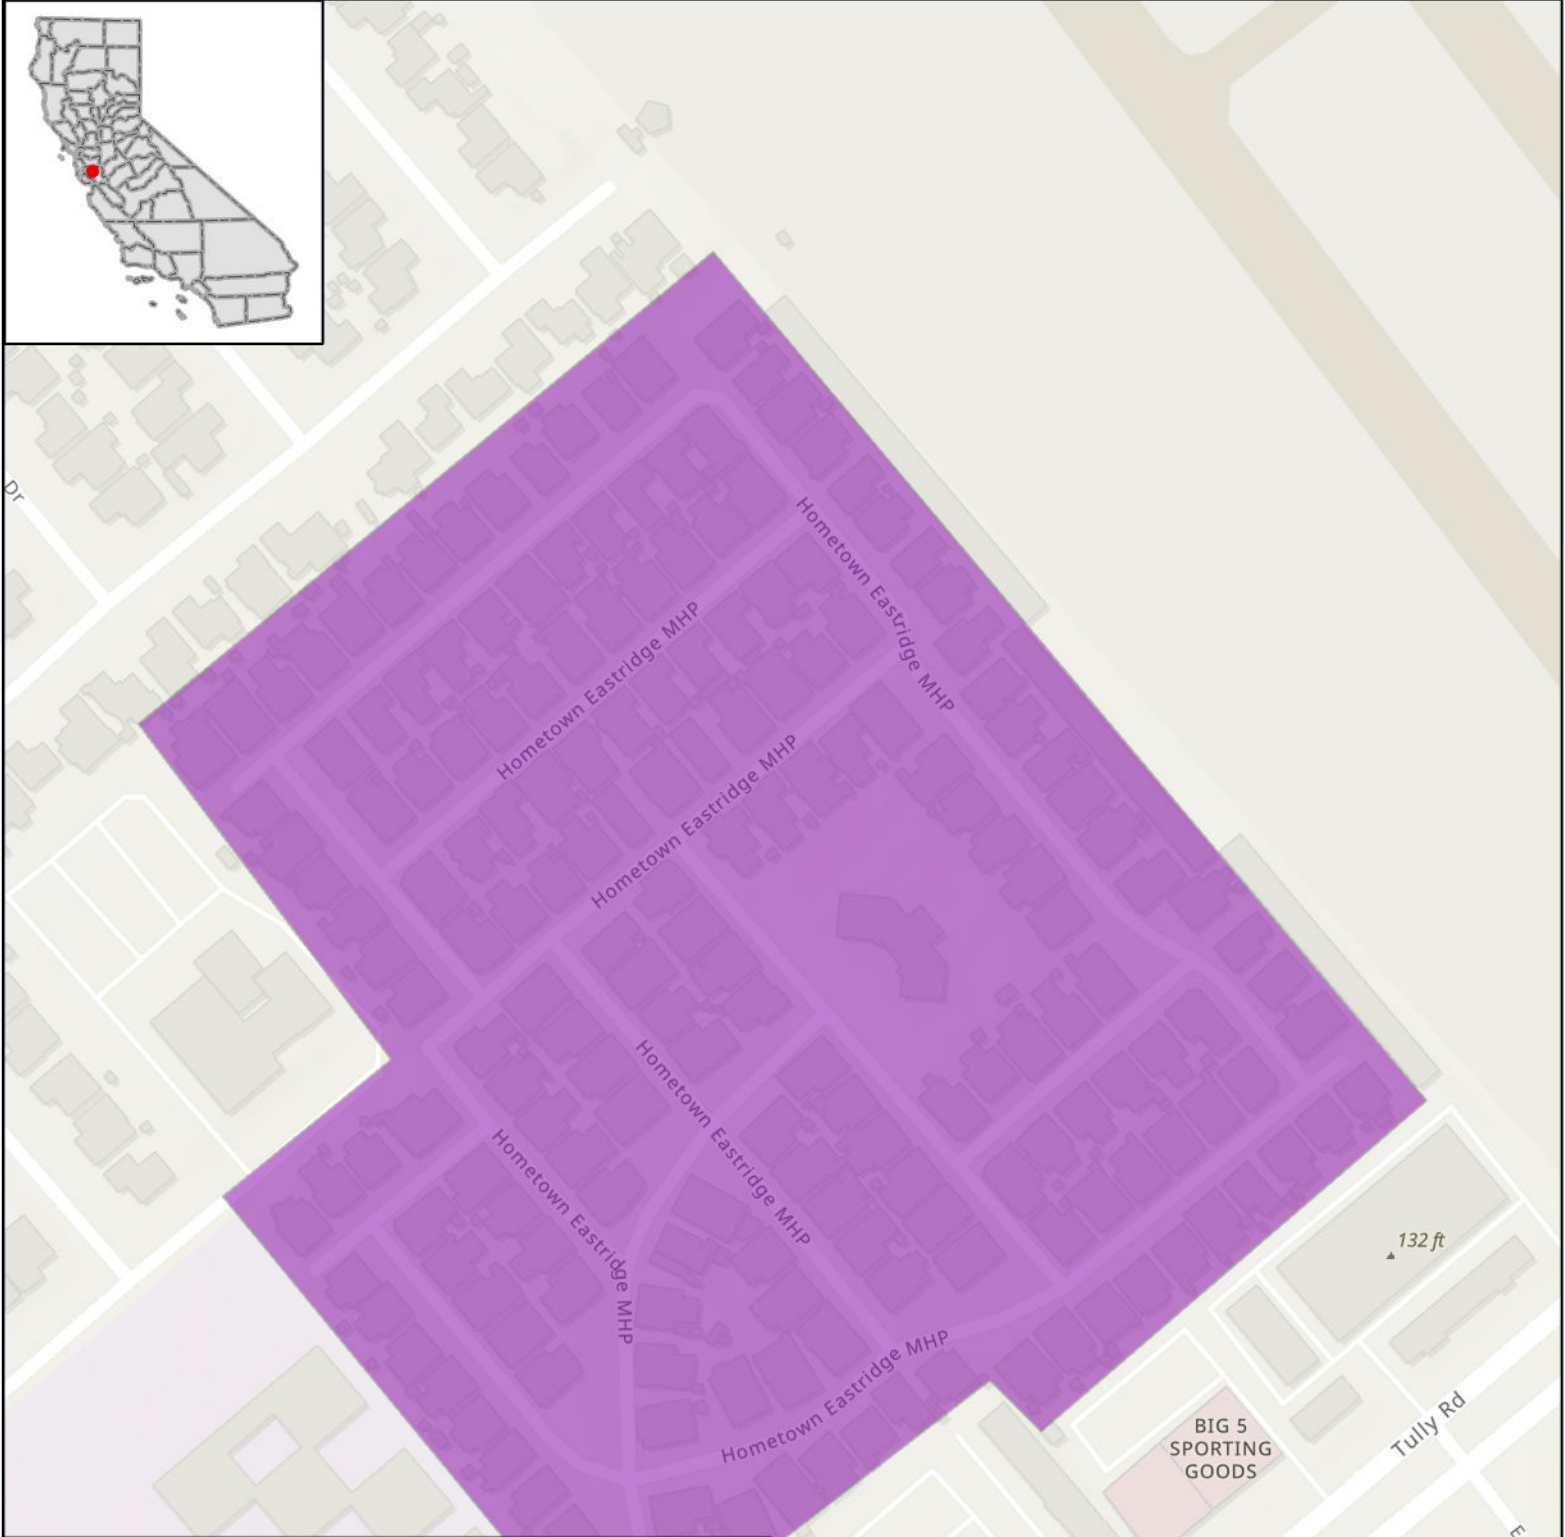 Dr
Hometown Eastridge MHP
Hometown Eastridge MHP
Hometown Eastridge MHP
Hometown Eastridge MHP
Hometown Eastridge MHP
Hometown Eastridge MHP
132 ft
BIG 5
SPORTING
GOODS
Tully Rd
E